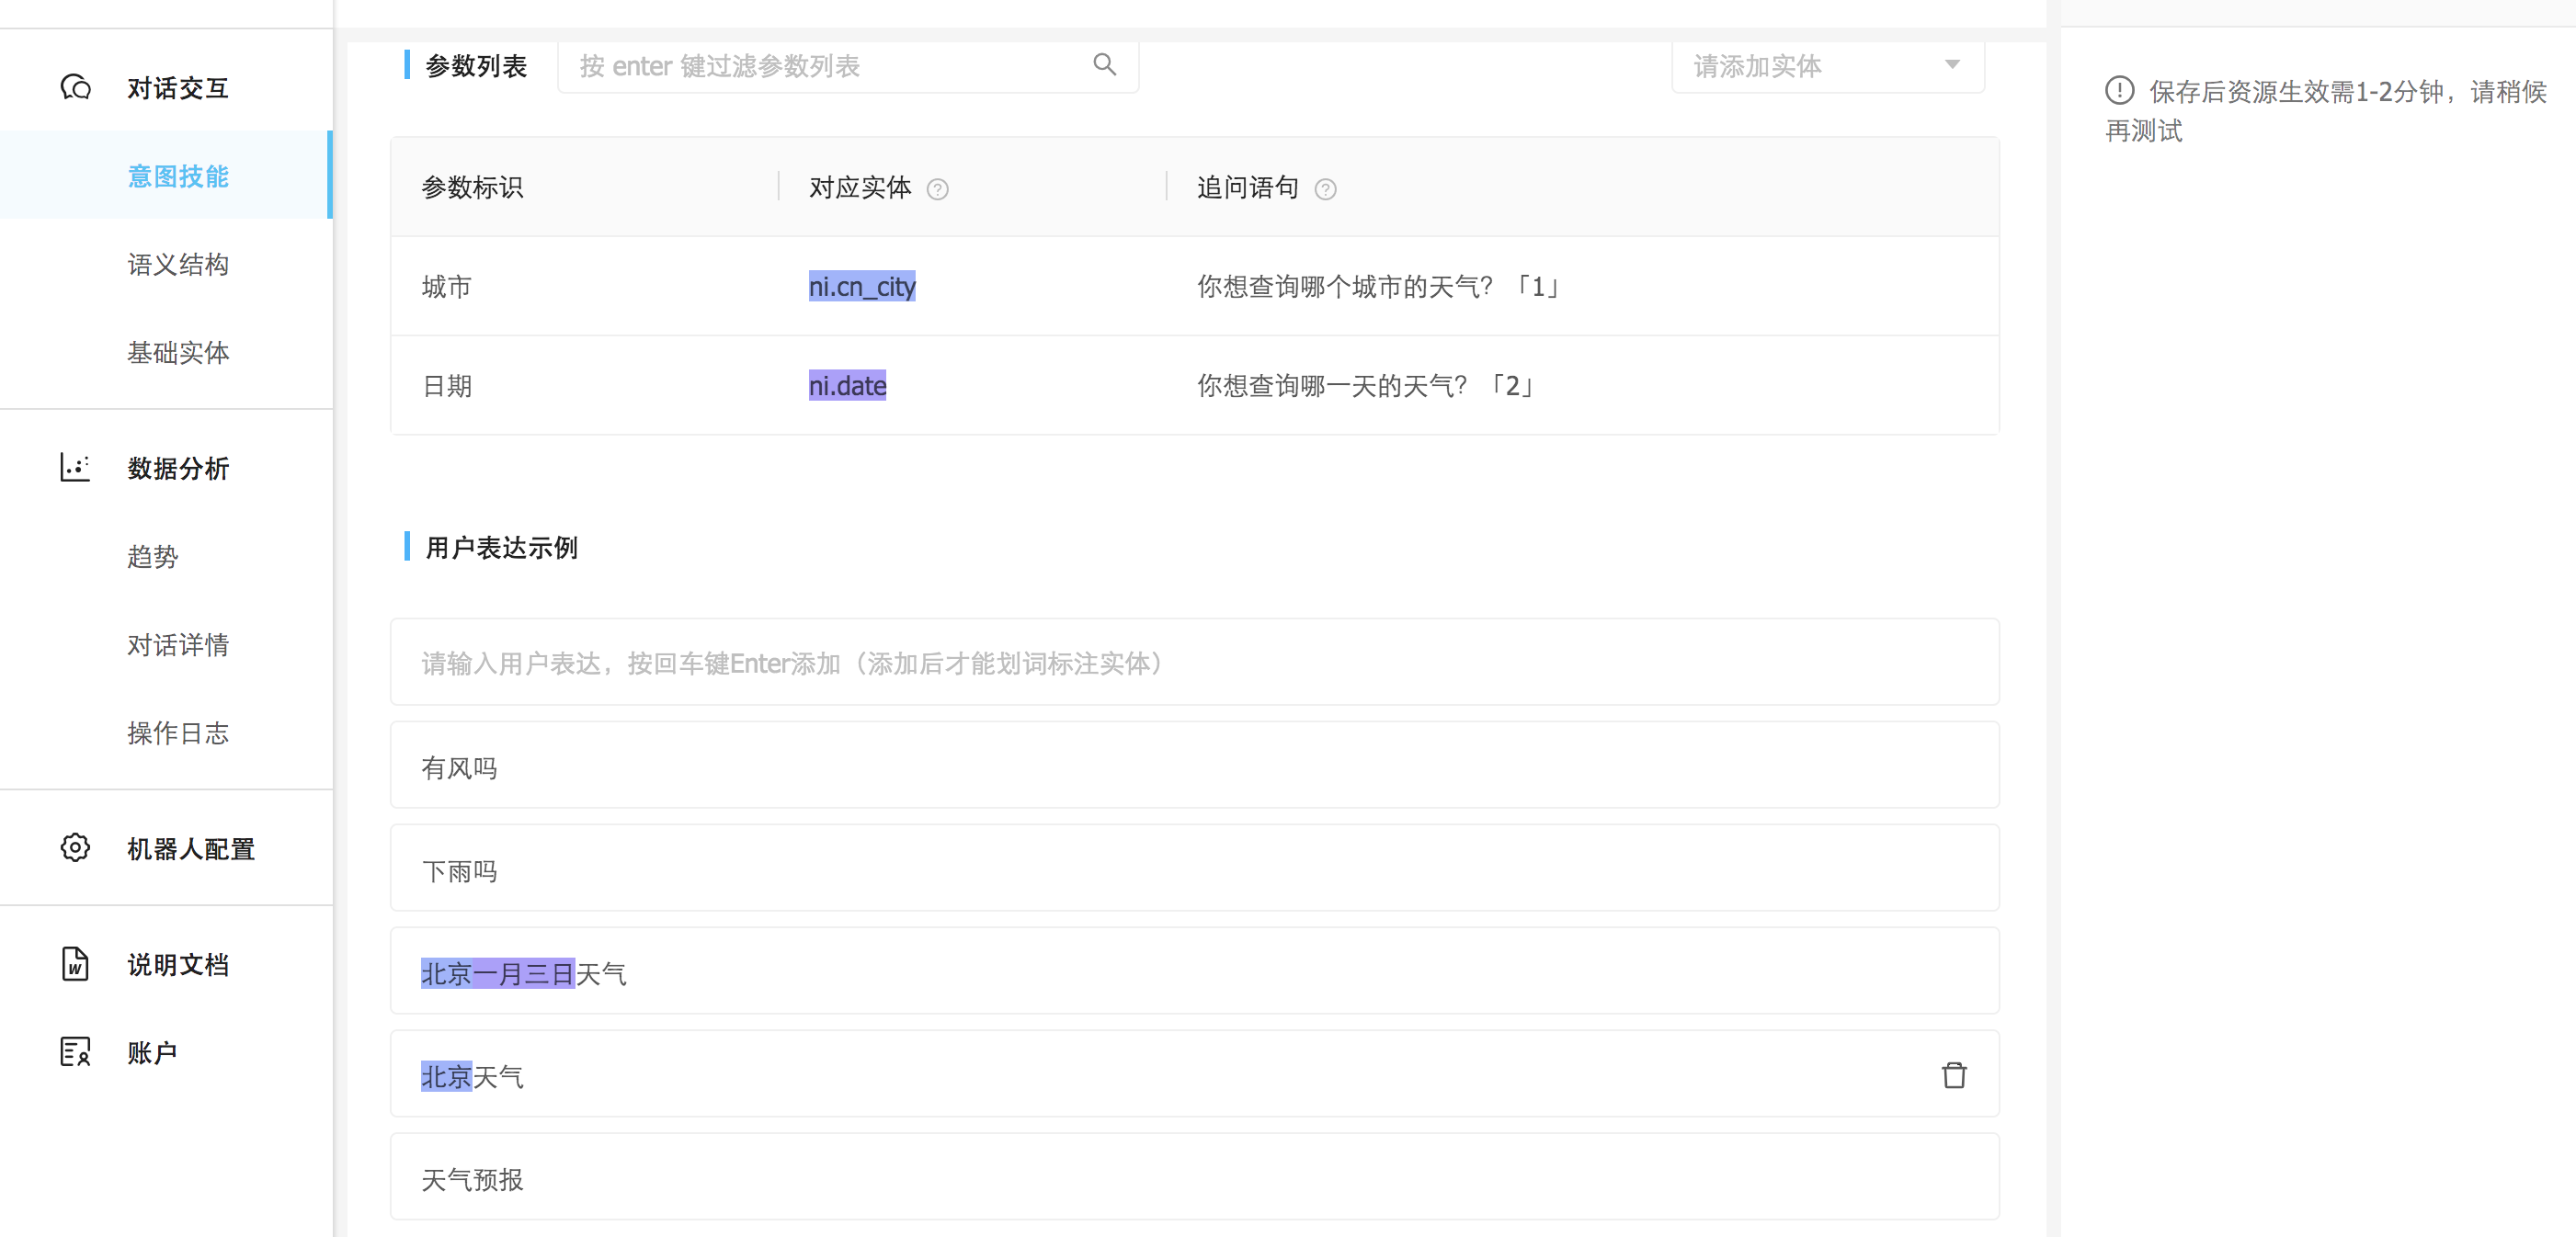 对话交互
意图技能
语义结构
基础实体
数据分析
趋势
对话详情
操作日志
机器人配置
说明文档
账户
参数列表 按 enter 键过滤参数列表 请添加实体
参数标识 对应实体 ? 追问语句 ?
城市 ni.cn_city 你想查询哪个城市的天气？「1」
日期 ni.date 你想查询哪一天的天气？「2」
用户表达示例
请输入用户表达，按回车键Enter添加（添加后才能划词标注实体）
有风吗
下雨吗
北京一月三日天气
北京天气
天气预报
保存后资源生效需1-2分钟，请稍候
再测试